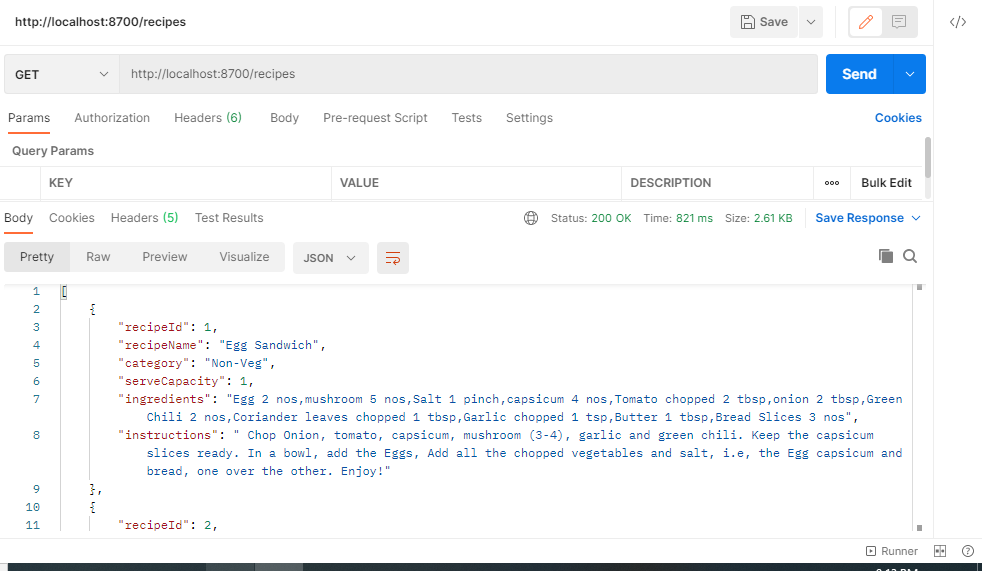 http://localhost:8700/recipes
Save
GET http://localhost:8700/recipes Send
Params Authorization Headers (6) Body Pre-request Script Tests Settings Cookies
Query Params
KEY VALUE DESCRIPTION Bulk Edit
Body Cookies Headers (5) Test Results Status: 200 OK Time: 821 ms Size: 2.61 KB Save Response
Pretty Raw Preview Visualize JSON
1 [
2 {
3 "recipeId": 1,
4 "recipeName": "Egg Sandwich",
5 "category": "Non-Veg",
6 "serveCapacity": 1,
7 "ingredients": "Egg 2 nos,mushroom 5 nos,Salt 1 pinch,capsicum 4 nos,Tomato chopped 2 tbsp,onion 2 tbsp,Green
Chili 2 nos,Coriander leaves chopped 1 tbsp,Garlic chopped 1 tsp,Butter 1 tbsp,Bread Slices 3 nos",
8 "instructions": " Chop Onion, tomato, capsicum, mushroom (3-4), garlic and green chili. Keep the capsicum
slices ready. In a bowl, add the Eggs, Add all the chopped vegetables and salt, i.e, the Egg capsicum and
bread, one over the other. Enjoy!"
9 },
10 {
11 "recipeId": 2,
Runner